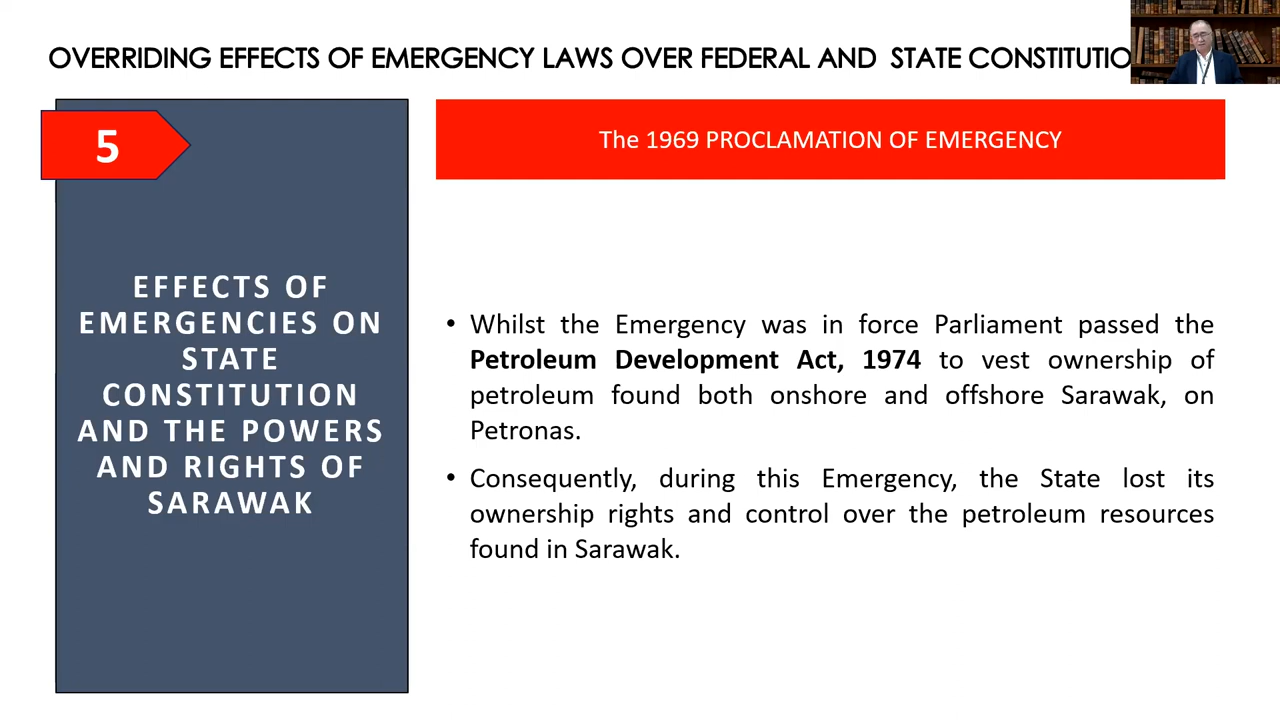 OVERRIDING EFFECTS OF EMERGENCY LAWS OVER FEDERAL AND STATE CONSTITUTIO
5
The 1969 PROCLAMATION OF EMERGENCY
EFFECTS OF
EMERGENCIES ON
STATE
CONSTITUTION
AND THE POWERS
AND RIGHTS OF
SARAWAK
• Whilst the Emergency was in force Parliament passed the
Petroleum Development Act, 1974 to vest ownership of
petroleum found both onshore and offshore Sarawak, on
Petronas.
• Consequently, during this Emergency, the State lost its
ownership rights and control over the petroleum resources
found in Sarawak.